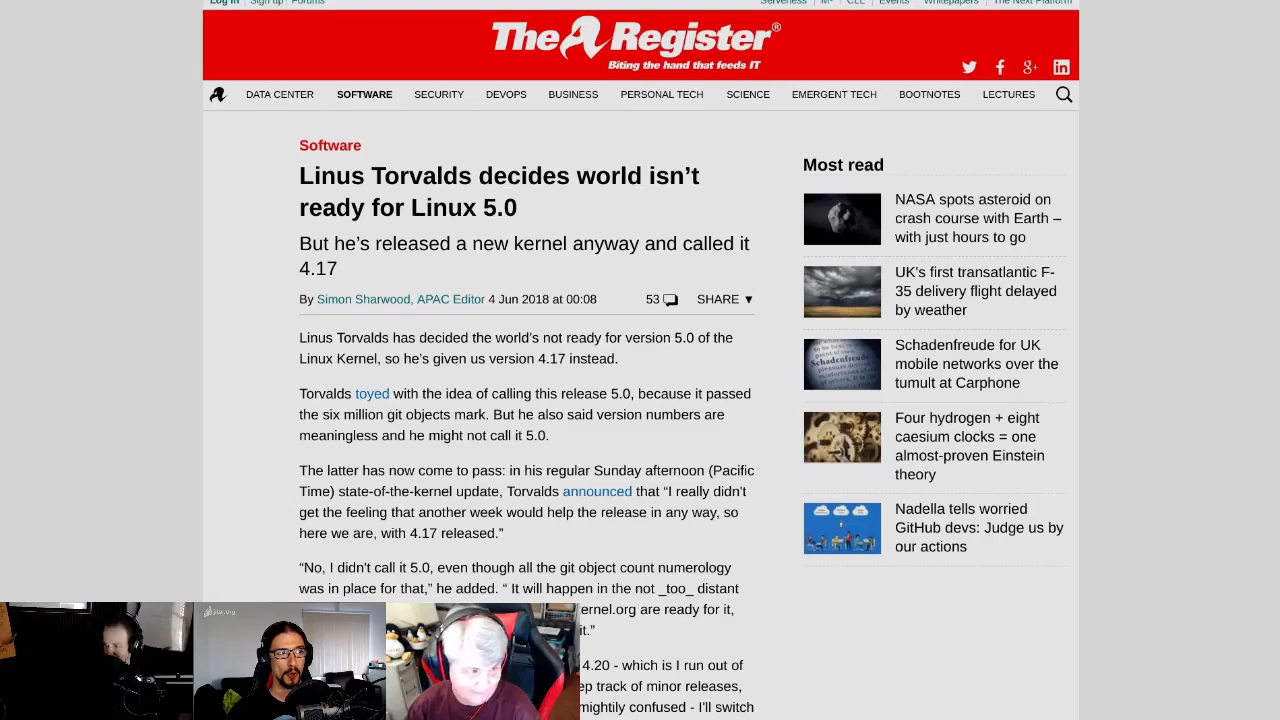 Log in Sign up Forums Serverless M³ CLL Events Whitepapers The Next Platform
The Register®
Biting the hand that feeds IT
DATA CENTER SOFTWARE SECURITY DEVOPS BUSINESS PERSONAL TECH SCIENCE EMERGENT TECH BOOTNOTES LECTURES
Software
Linus Torvalds decides world isn’t
ready for Linux 5.0
But he’s released a new kernel anyway and called it
4.17
By Simon Sharwood, APAC Editor 4 Jun 2018 at 00:08 53 SHARE ▼
Linus Torvalds has decided the world’s not ready for version 5.0 of the
Linux Kernel, so he’s given us version 4.17 instead.
Torvalds toyed with the idea of calling this release 5.0, because it passed
the six million git objects mark. But he also said version numbers are
meaningless and he might not call it 5.0.
The latter has now come to pass: in his regular Sunday afternoon (Pacific
Time) state-of-the-kernel update, Torvalds announced that “I really didn't
get the feeling that another week would help the release in any way, so
here we are, with 4.17 released.”
“No, I didn't call it 5.0, even though all the git object count numerology
was in place for that,” he added. “ It will happen in the not _too_ distant
ernel.org are ready for it,
it.”
4.20 - which is I run out of
ep track of minor releases,
mightily confused - I'll switch
Most read
NASA spots asteroid on
crash course with Earth –
with just hours to go
UK's first transatlantic F-
35 delivery flight delayed
by weather
Schadenfreude for UK
mobile networks over the
tumult at Carphone
Four hydrogen + eight
caesium clocks = one
almost-proven Einstein
theory
Nadella tells worried
GitHub devs: Judge us by
our actions
Schadenfreude